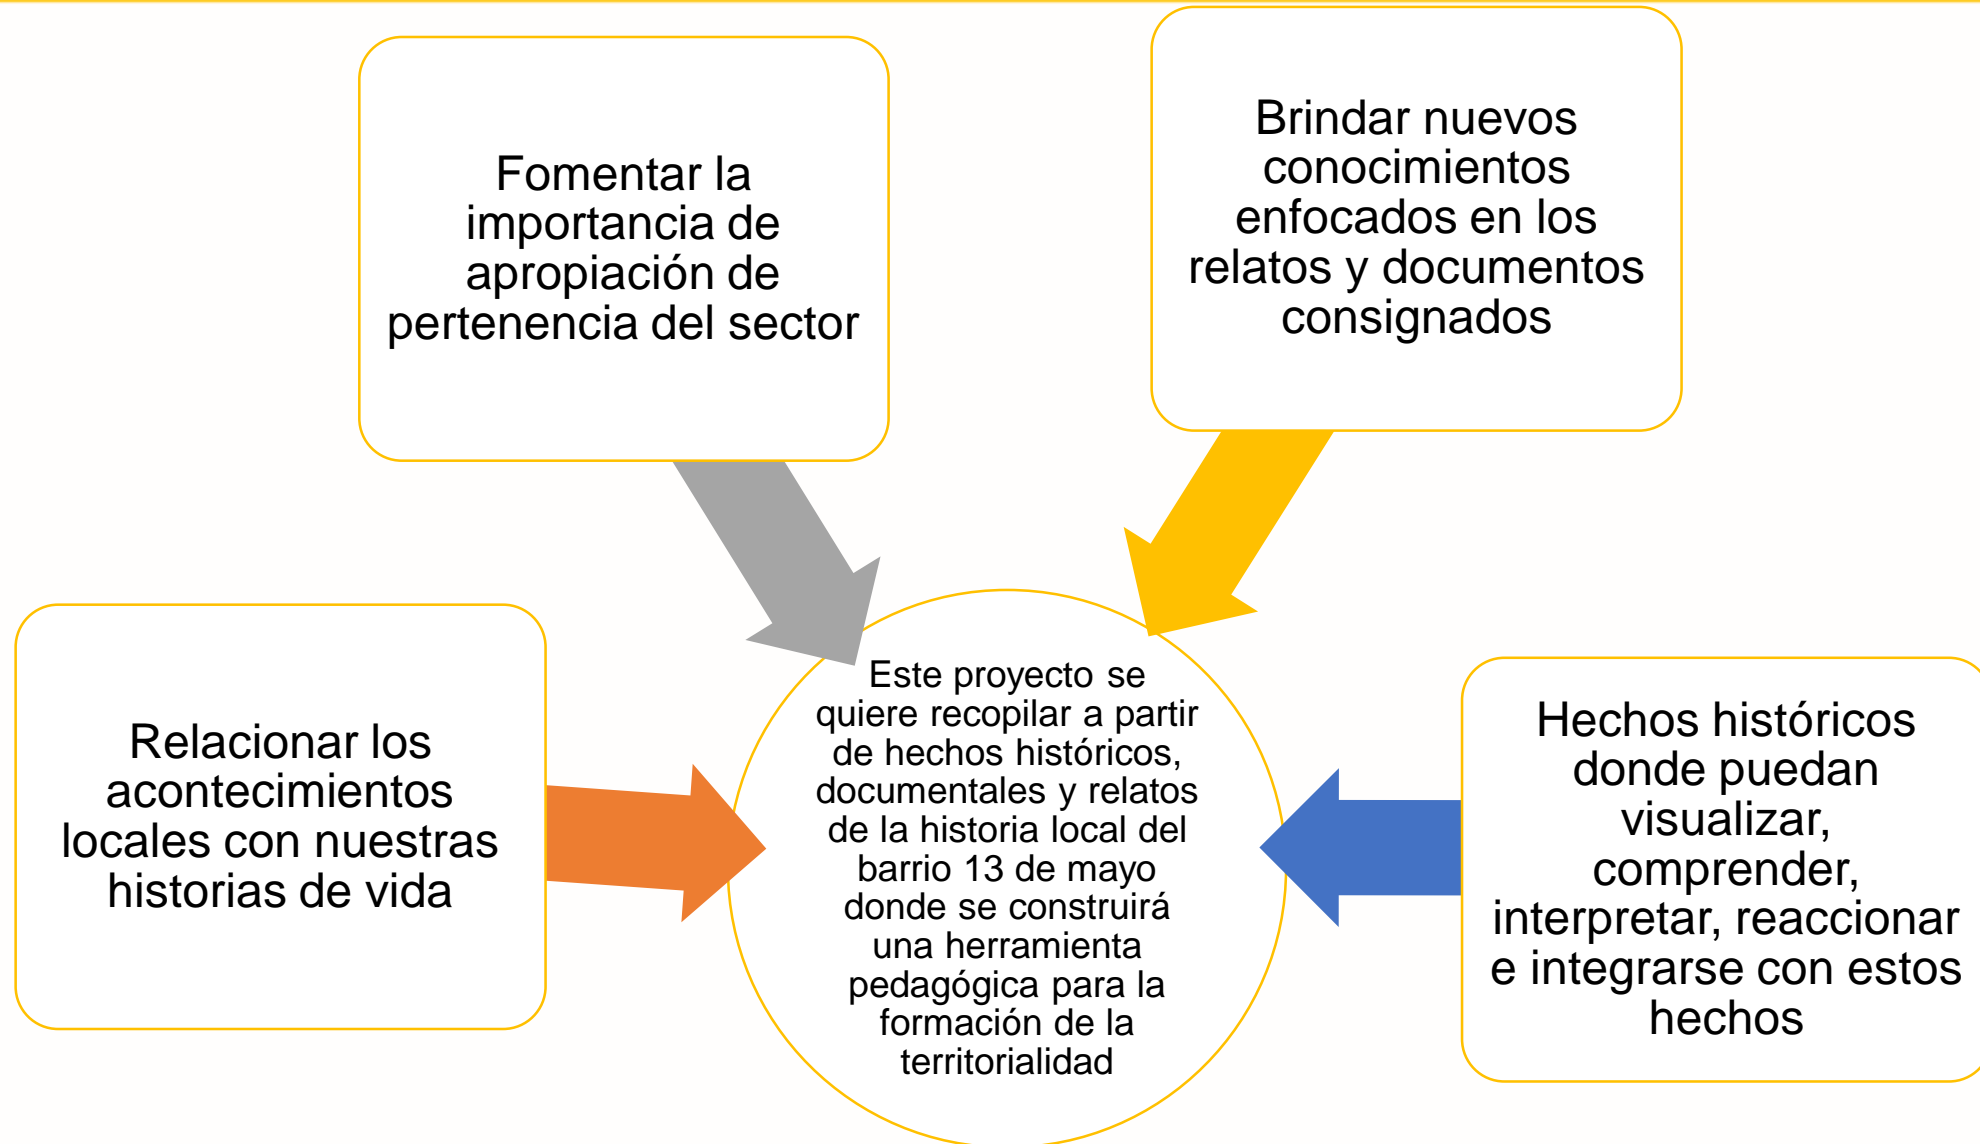 Fomentar la
importancia de
apropiación de
pertenencia del sector
Brindar nuevos
conocimientos
enfocados en los
relatos y documentos
consignados
Relacionar los
acontecimientos
locales con nuestras
historias de vida
Este proyecto se
quiere recopilar a partir
de hechos históricos,
documentales y relatos
de la historia local del
barrio 13 de mayo
donde se construirá
una herramienta
pedagógica para la
formación de la
territorialidad
Hechos históricos
donde puedan
visualizar,
comprender,
interpretar, reaccionar
e integrarse con estos
hechos